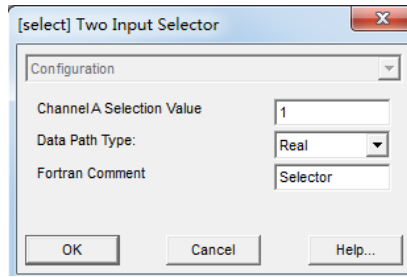 [select] Two Input Selector
Configuration
Channel A Selection Value 1
Data Path Type: Real
Fortran Comment Selector
OK Cancel Help...